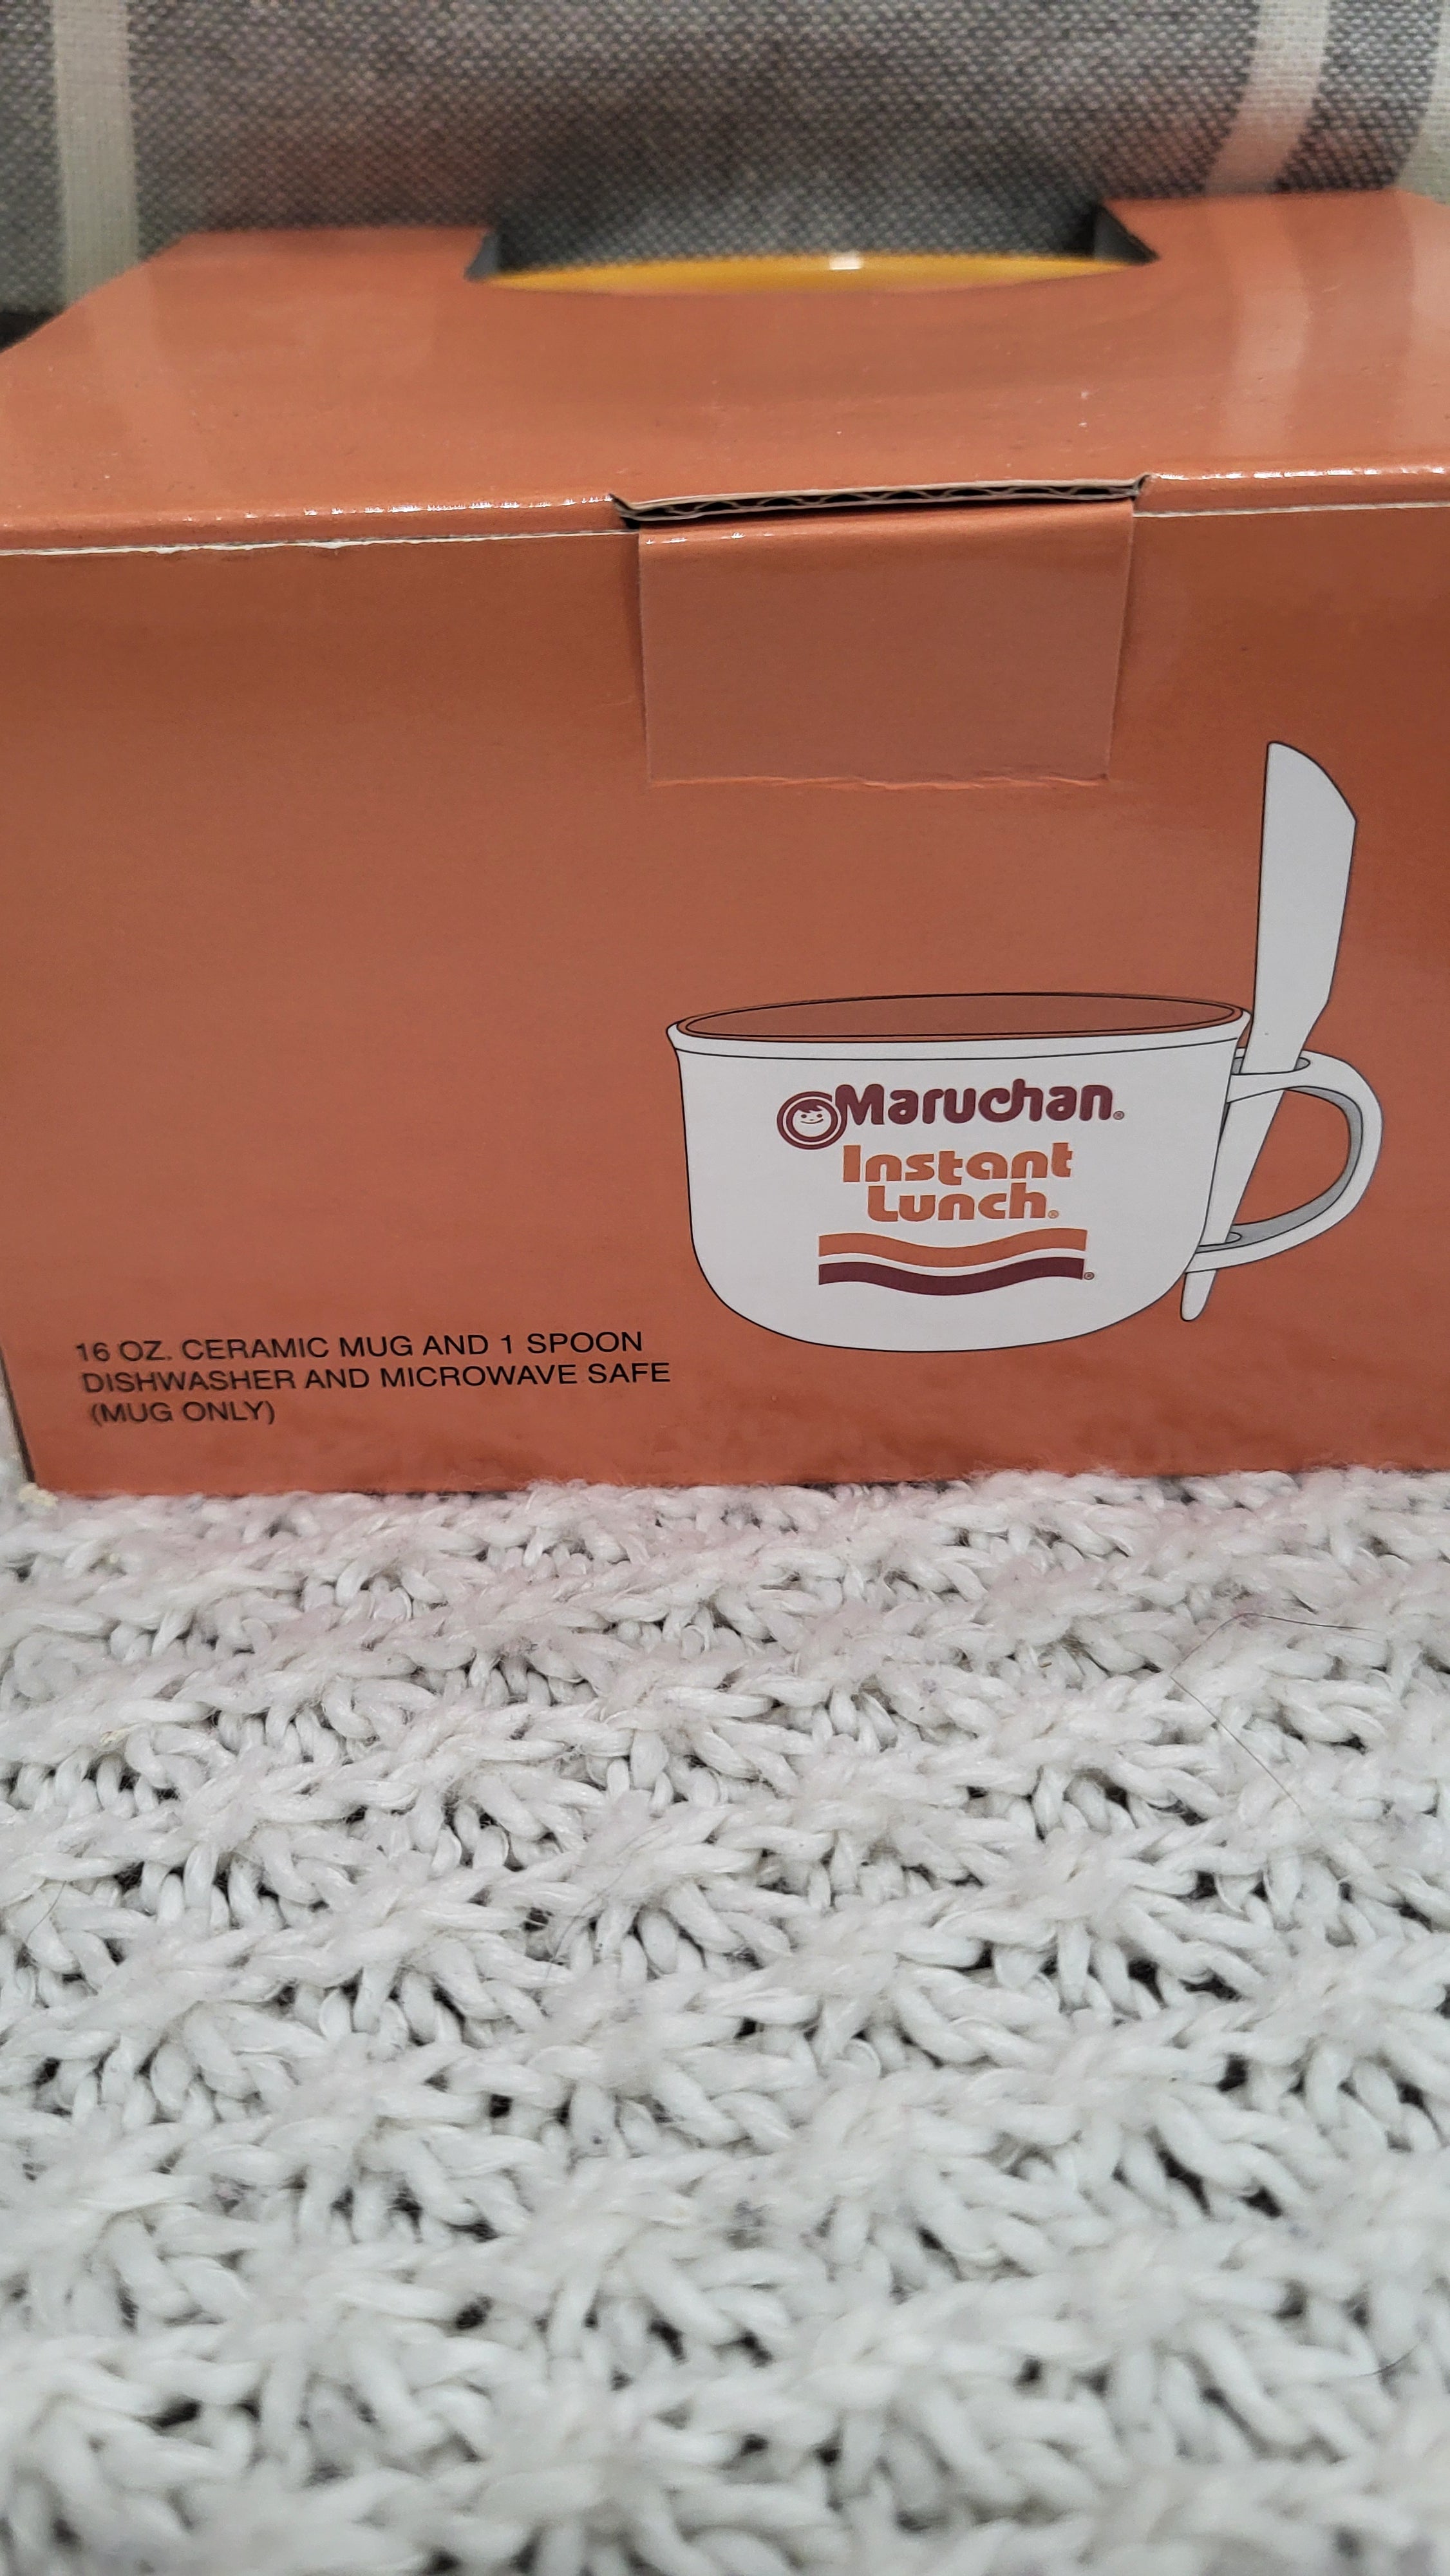 Maruchan®
Instant
Lunch®
®
16 OZ. CERAMIC MUG AND 1 SPOON
DISHWASHER AND MICROWAVE SAFE
(MUG ONLY)